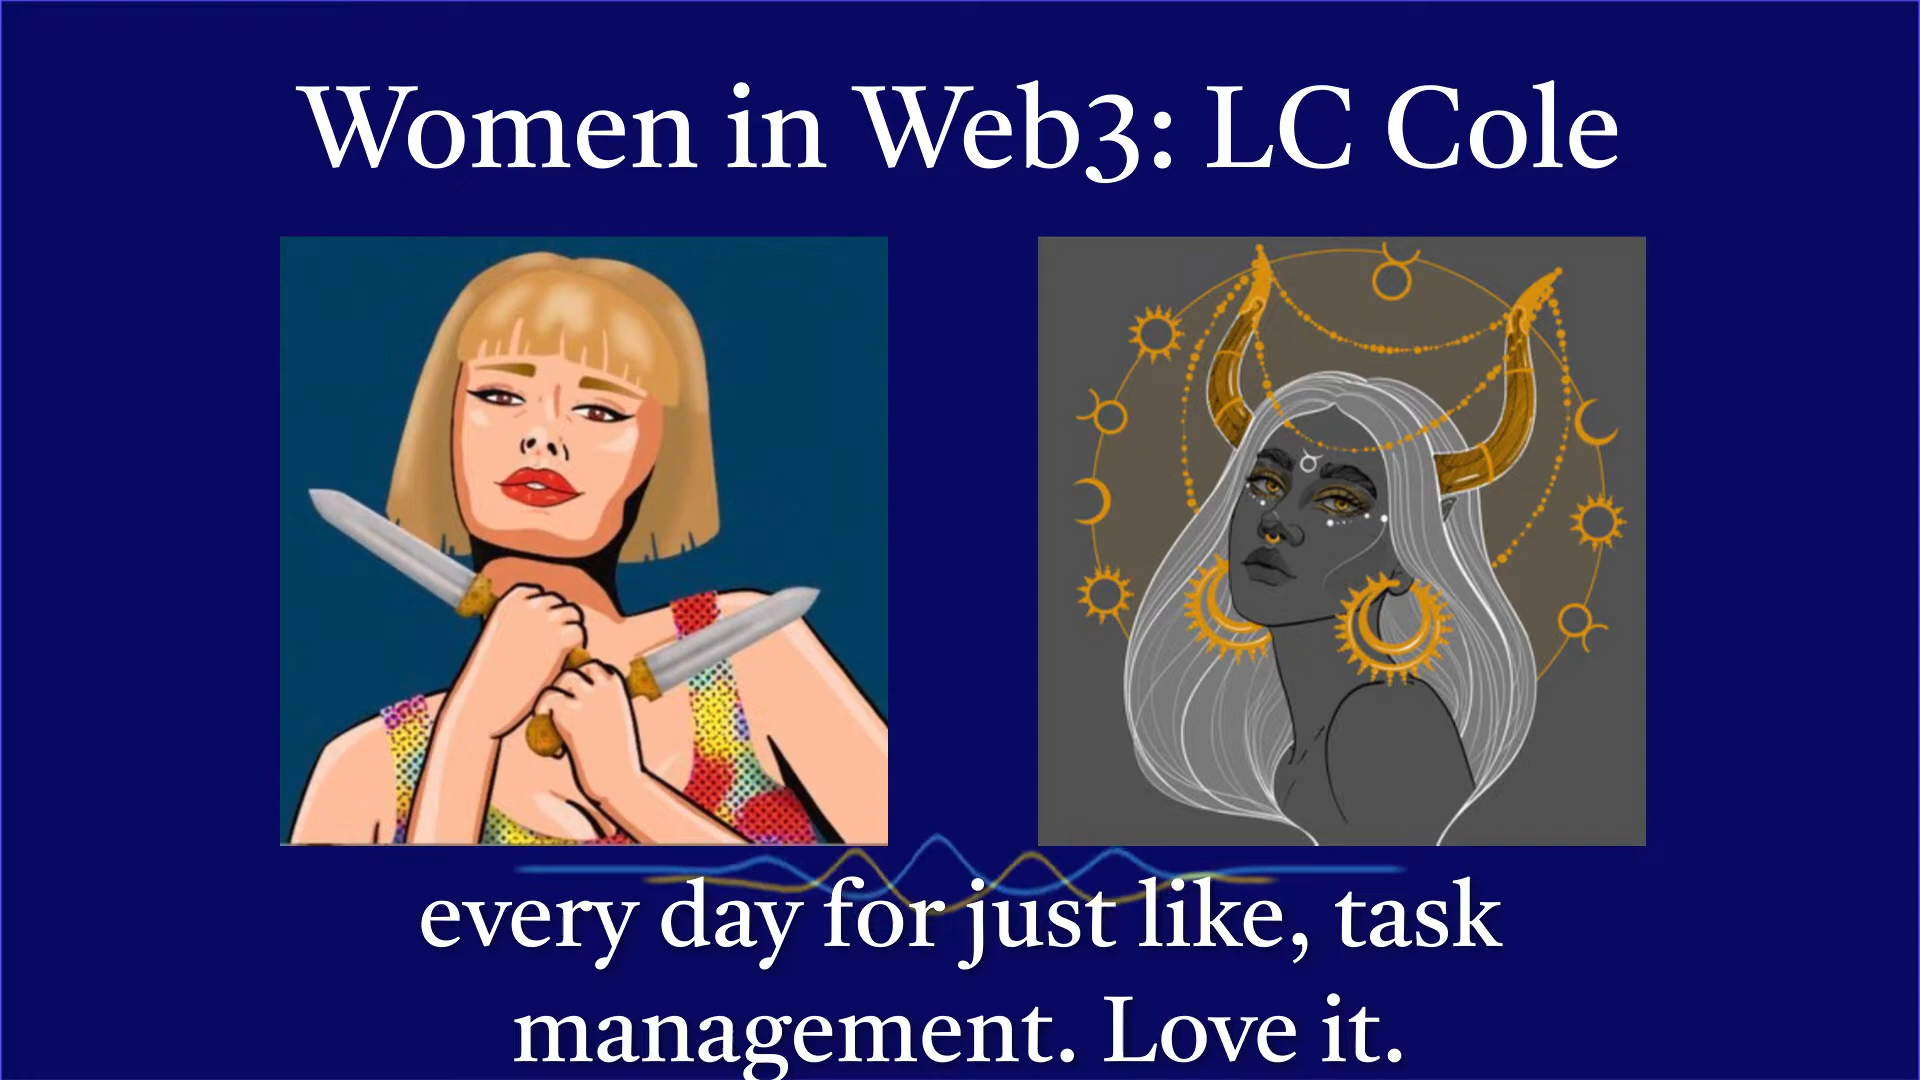 Women in Web3: LC Cole
every day for just like, task
management. Love it.